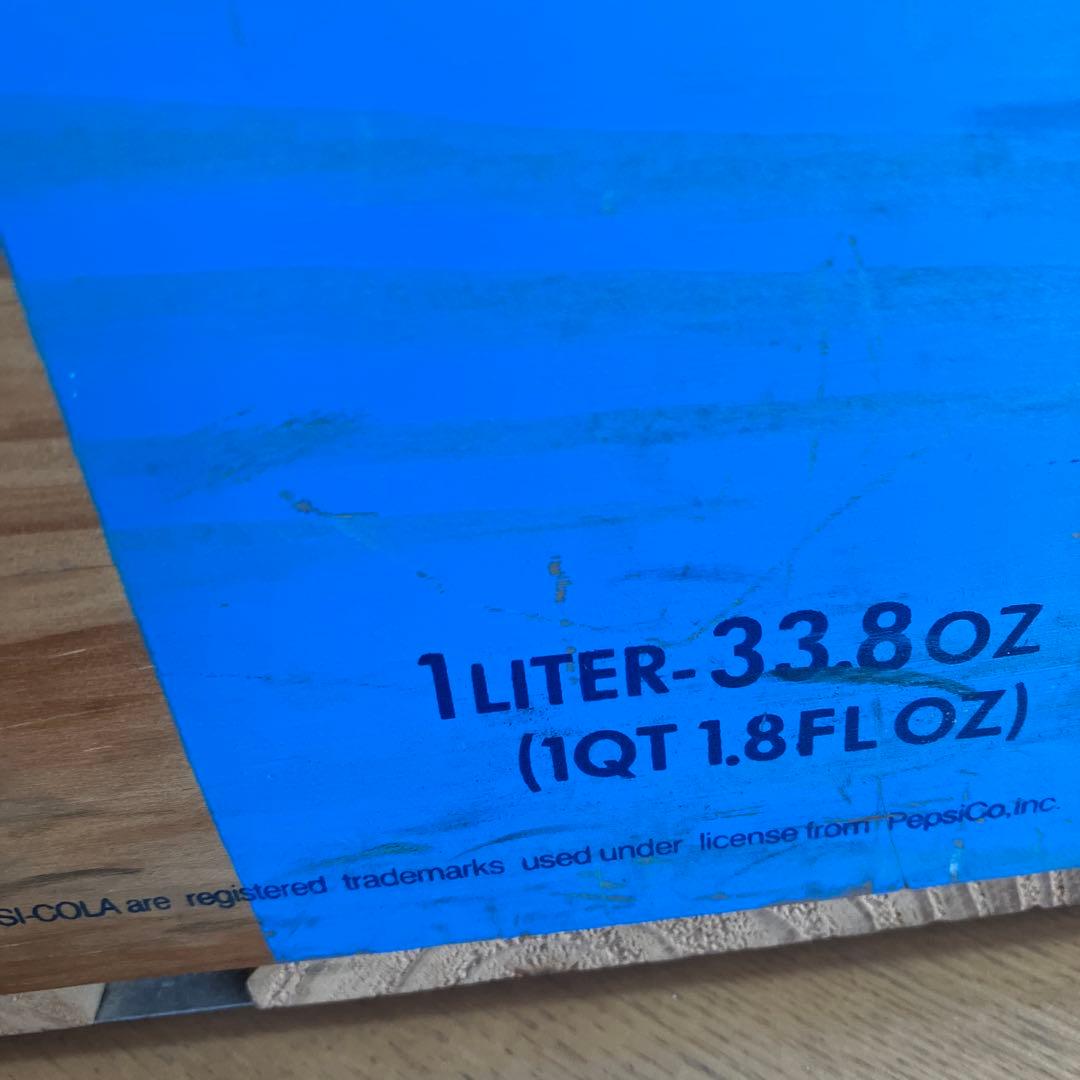 1 LITER-33.8 OZ
(1QT 1.8 FL OZ)
SI-COLA are registered trademarks used under license from PepsiCo, Inc.